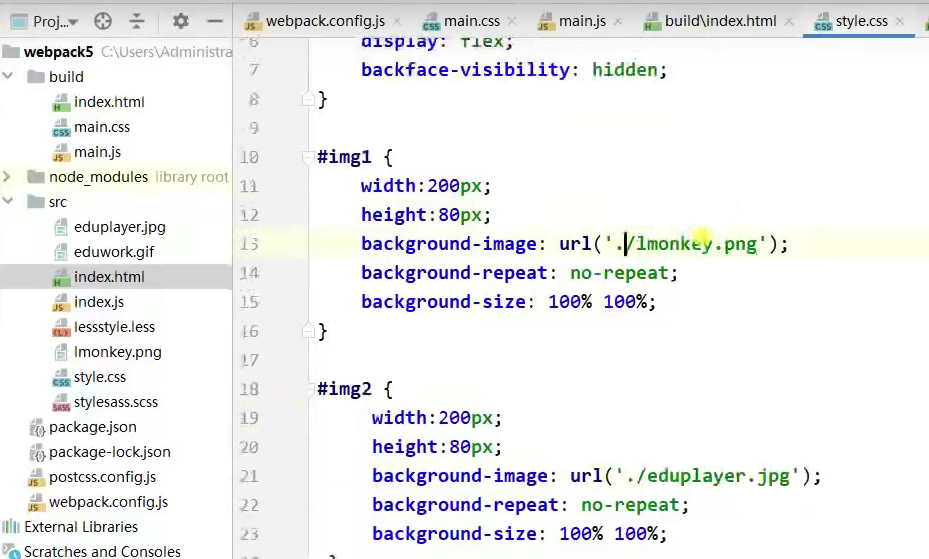 Proj...
webpack.config.js
main.css
main.js
build\index.html
style.css
webpack5 C:\Users\Administra
build
index.html
main.css
main.js
node_modules library root
src
eduplayer.jpg
eduwork.gif
index.html
index.js
lessstyle.less
lmonkey.png
style.css
stylesass.scss
package.json
package-lock.json
postcss.config.js
webpack.config.js
External Libraries
Scratches and Consoles
6 display: flex;
7 backface-visibility: hidden;
8 }
9
10 #img1 {
11 width:200px;
12 height:80px;
13 background-image: url('./lmonkey.png');
14 background-repeat: no-repeat;
15 background-size: 100% 100%;
16 }
17
18 #img2 {
19 width:200px;
20 height:80px;
21 background-image: url('./eduplayer.jpg');
22 background-repeat: no-repeat;
23 background-size: 100% 100%;